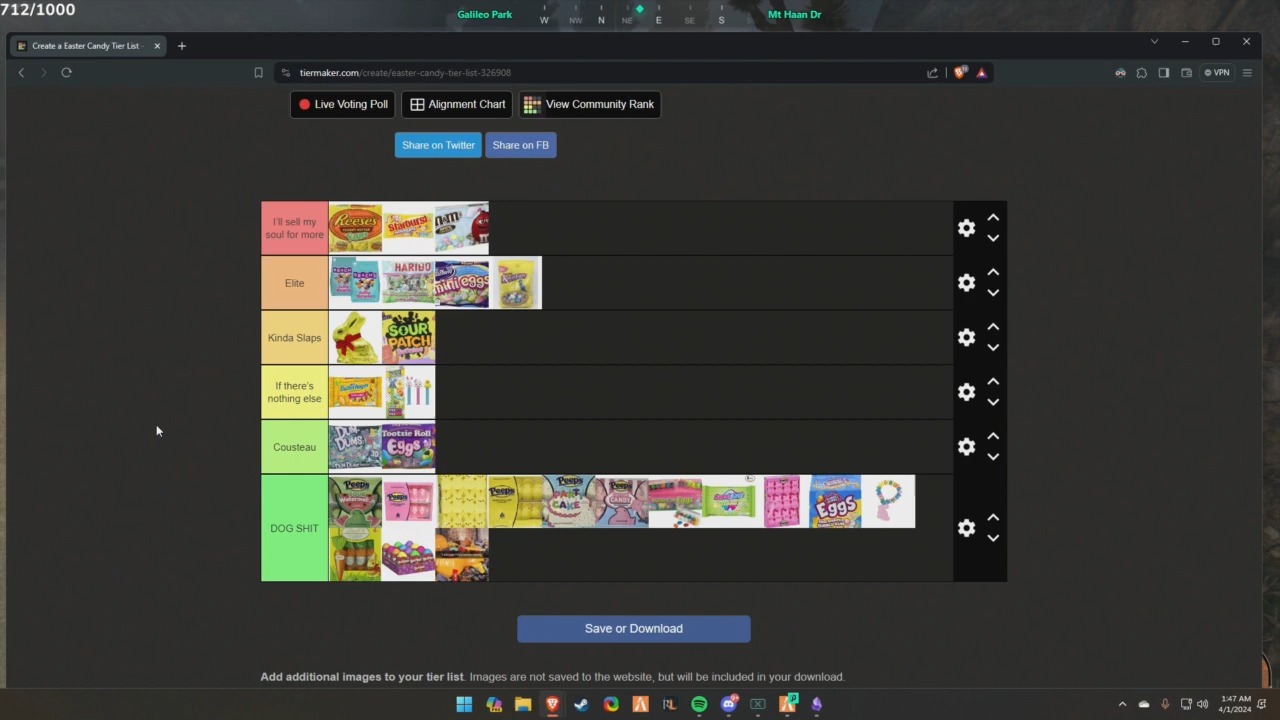 712/1000
Galileo Park
W NW N NE E SE S
Mt Haan Dr
Create a Easter Candy Tier List -
tiermaker.com/create/easter-candy-tier-list-326908
VPN
Live Voting Poll
Alignment Chart
View Community Rank
Share on Twitter
Share on FB
I'll sell my
soul for more
Reese's
Starburst
m&m's
Elite
HARIBO
mini eggs
Kinda Slaps
SOUR
PATCH
If there's
nothing else
Butterfinger
Cousteau
DUM
DUMS
Tootsie Roll
Eggs
DOG SHIT
Peeps
Peeps
Peeps
Peeps
CAKE
Peeps
CANDY
Eggs
Save or Download
Add additional images to your tier list. Images are not saved to the website, but will be included in your download.
1:47 AM
4/1/2024